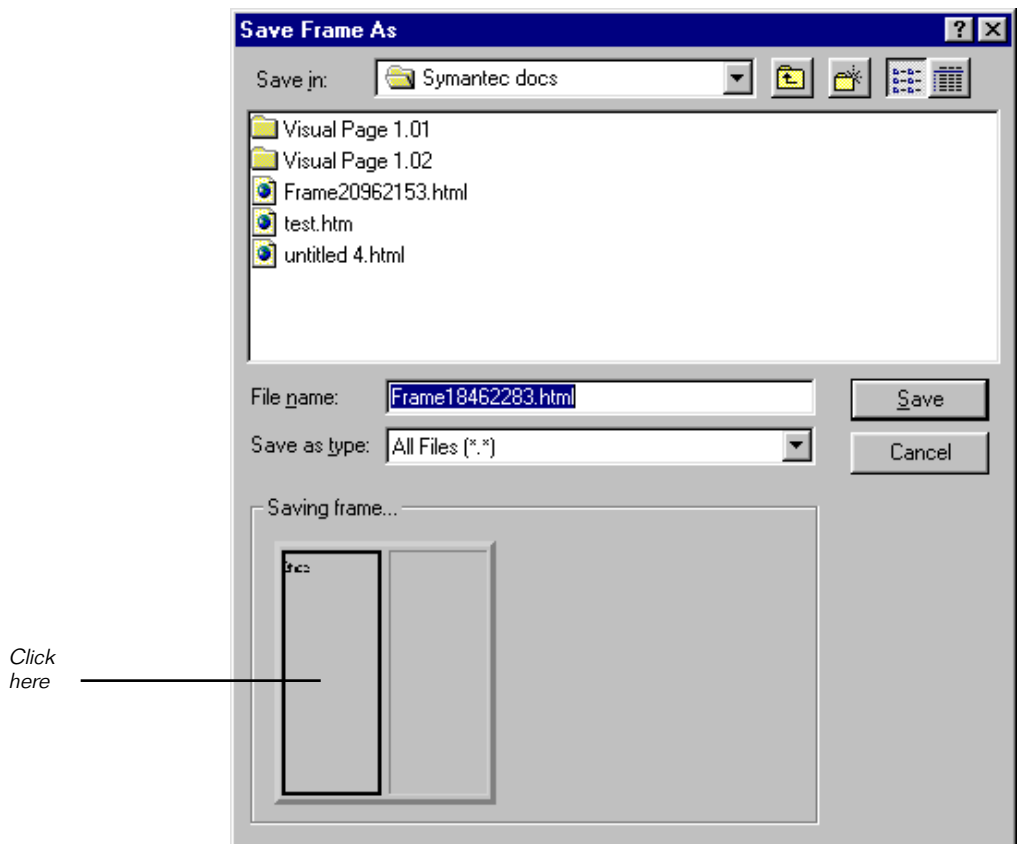 Save Frame As
Save in: Symantec docs
Visual Page 1.01
Visual Page 1.02
Frame20962153.html
test.htm
untitled 4.html
File name: Frame18462283.html Save
Save as type: All Files (*.*) Cancel
Saving frame...
Click
here